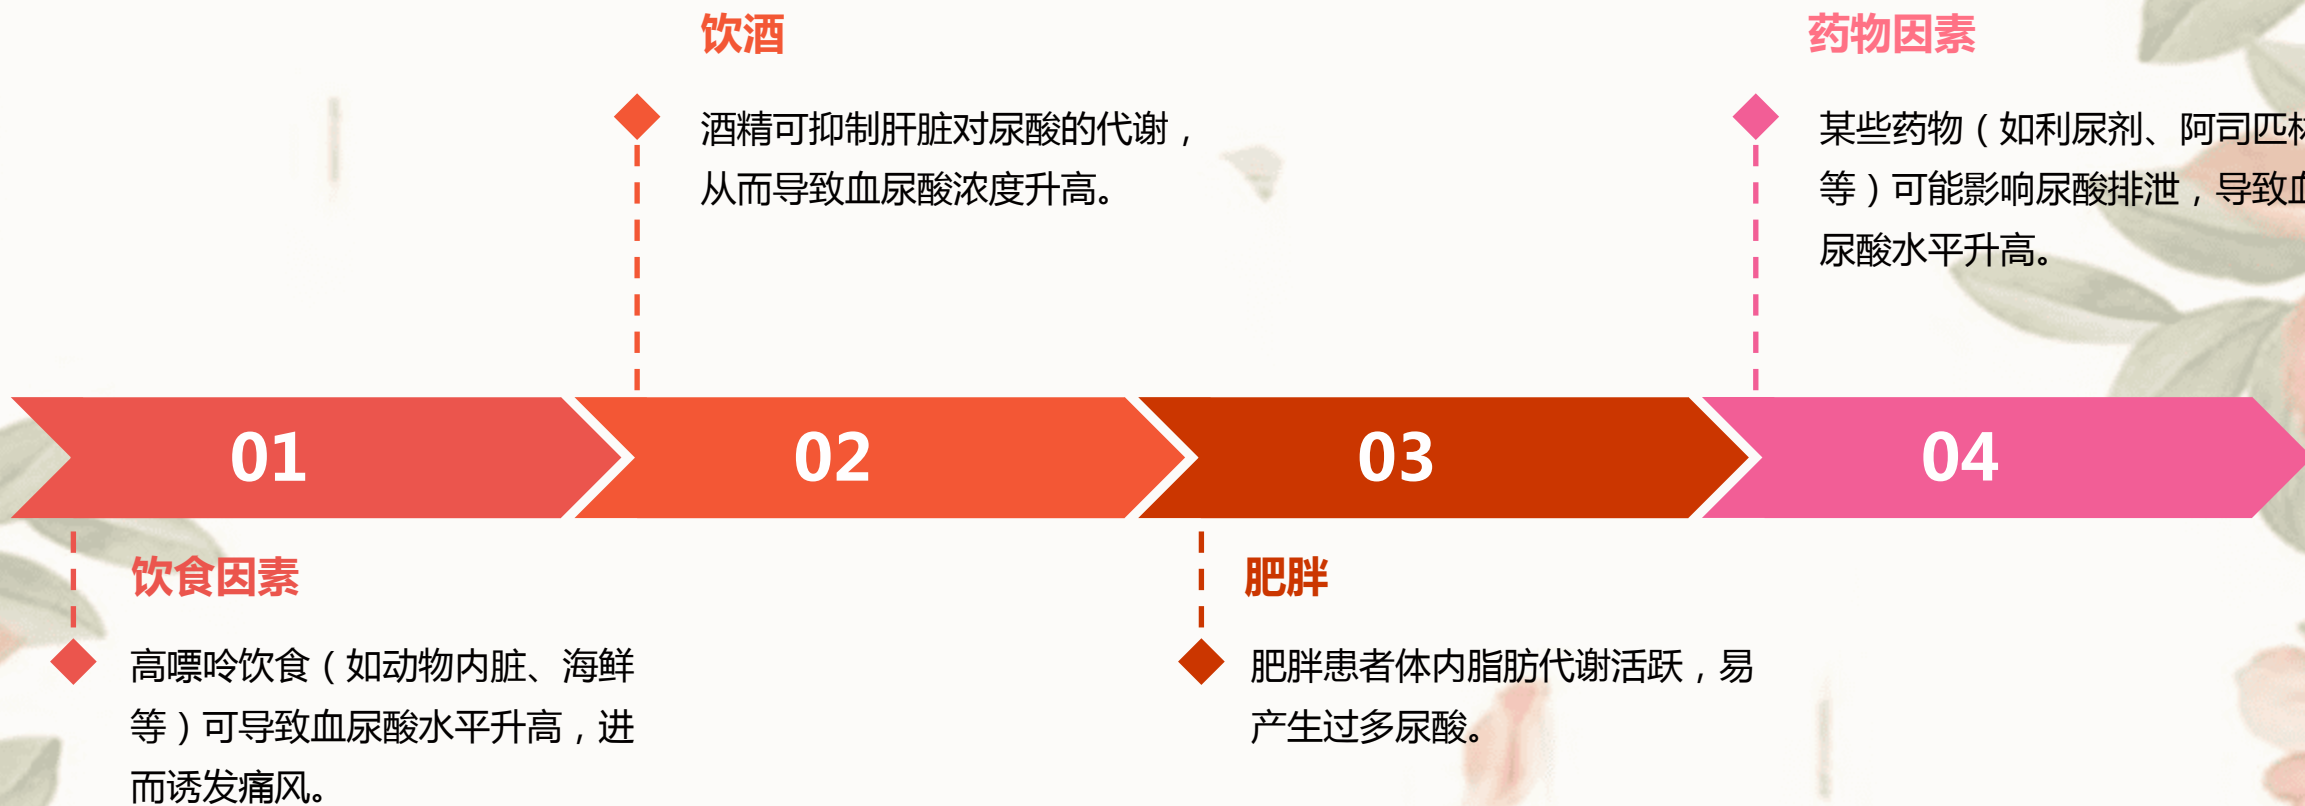 饮酒
酒精可抑制肝脏对尿酸的代谢，
从而导致血尿酸浓度升高。
药物因素
某些药物（如利尿剂、阿司匹林
等）可能影响尿酸排泄，导致血
尿酸水平升高。
01
02
03
04
饮食因素
高嘌呤饮食（如动物内脏、海鲜
等）可导致血尿酸水平升高，进
而诱发痛风。
肥胖
肥胖患者体内脂肪代谢活跃，易
产生过多尿酸。